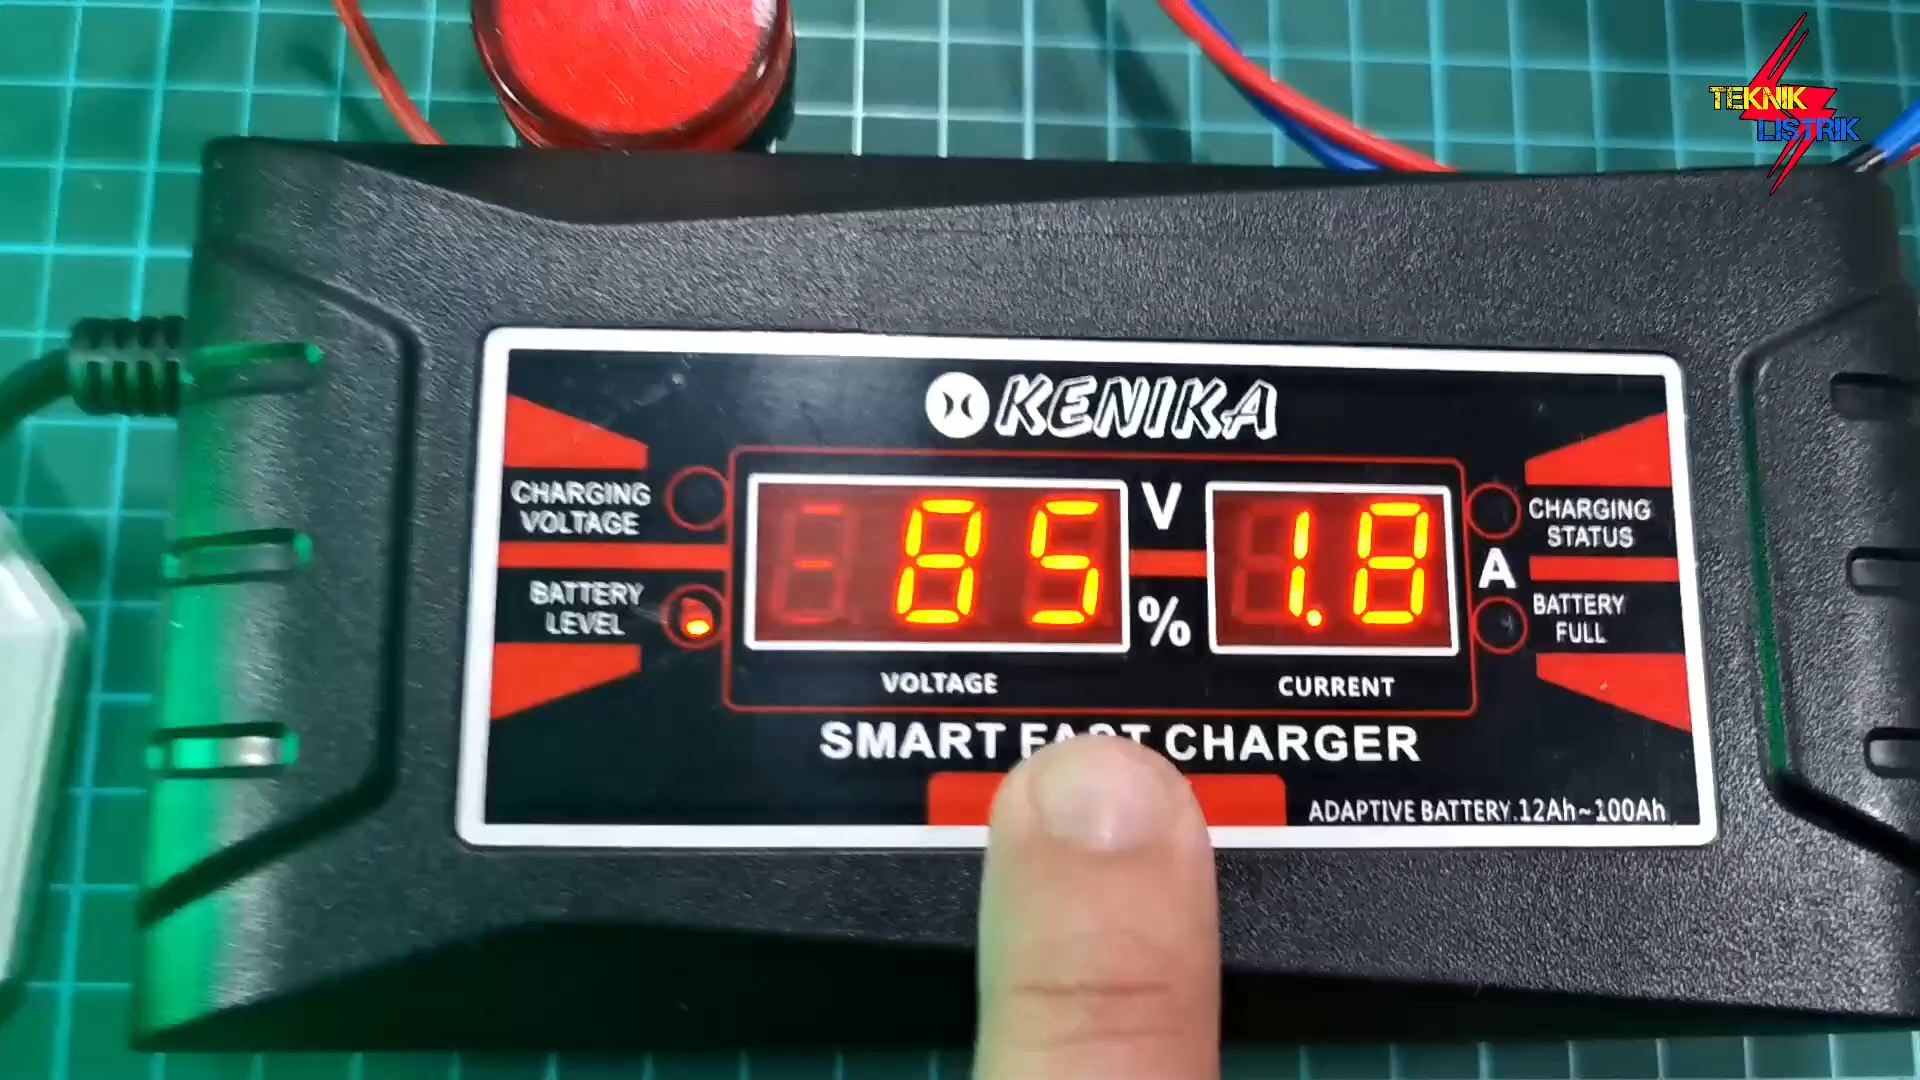 TEKNIK
LISTRIK
KENIKA
CHARGING
VOLTAGE
85
V
1.8
CHARGING
STATUS
A
BATTERY
LEVEL
%
BATTERY
FULL
VOLTAGE
CURRENT
SMART FAST CHARGER
ADAPTIVE BATTERY.12Ah~100Ah